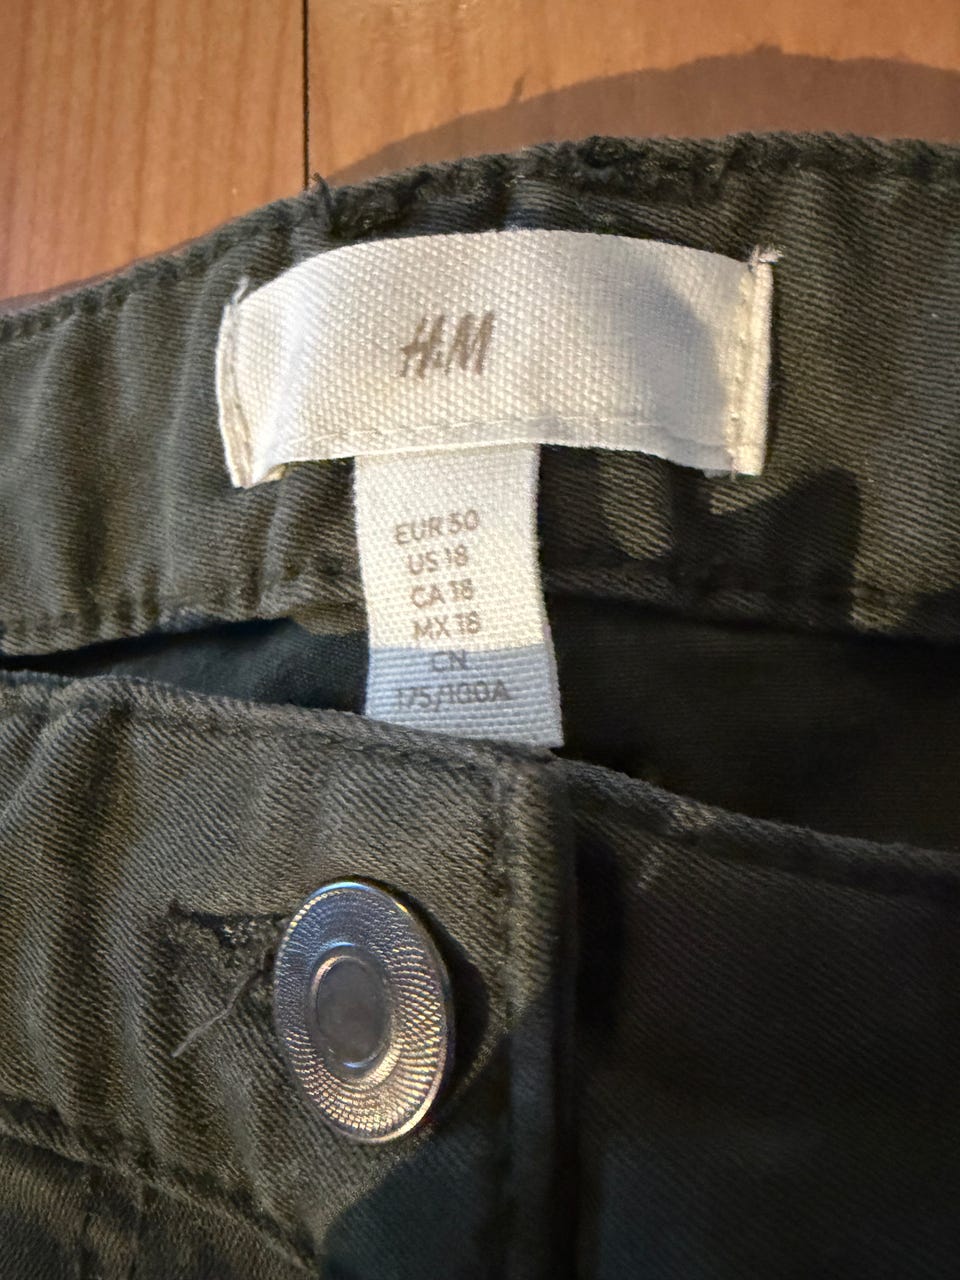 H&M
EUR 50
US 18
CA 18
MX 18
CN
175/100A